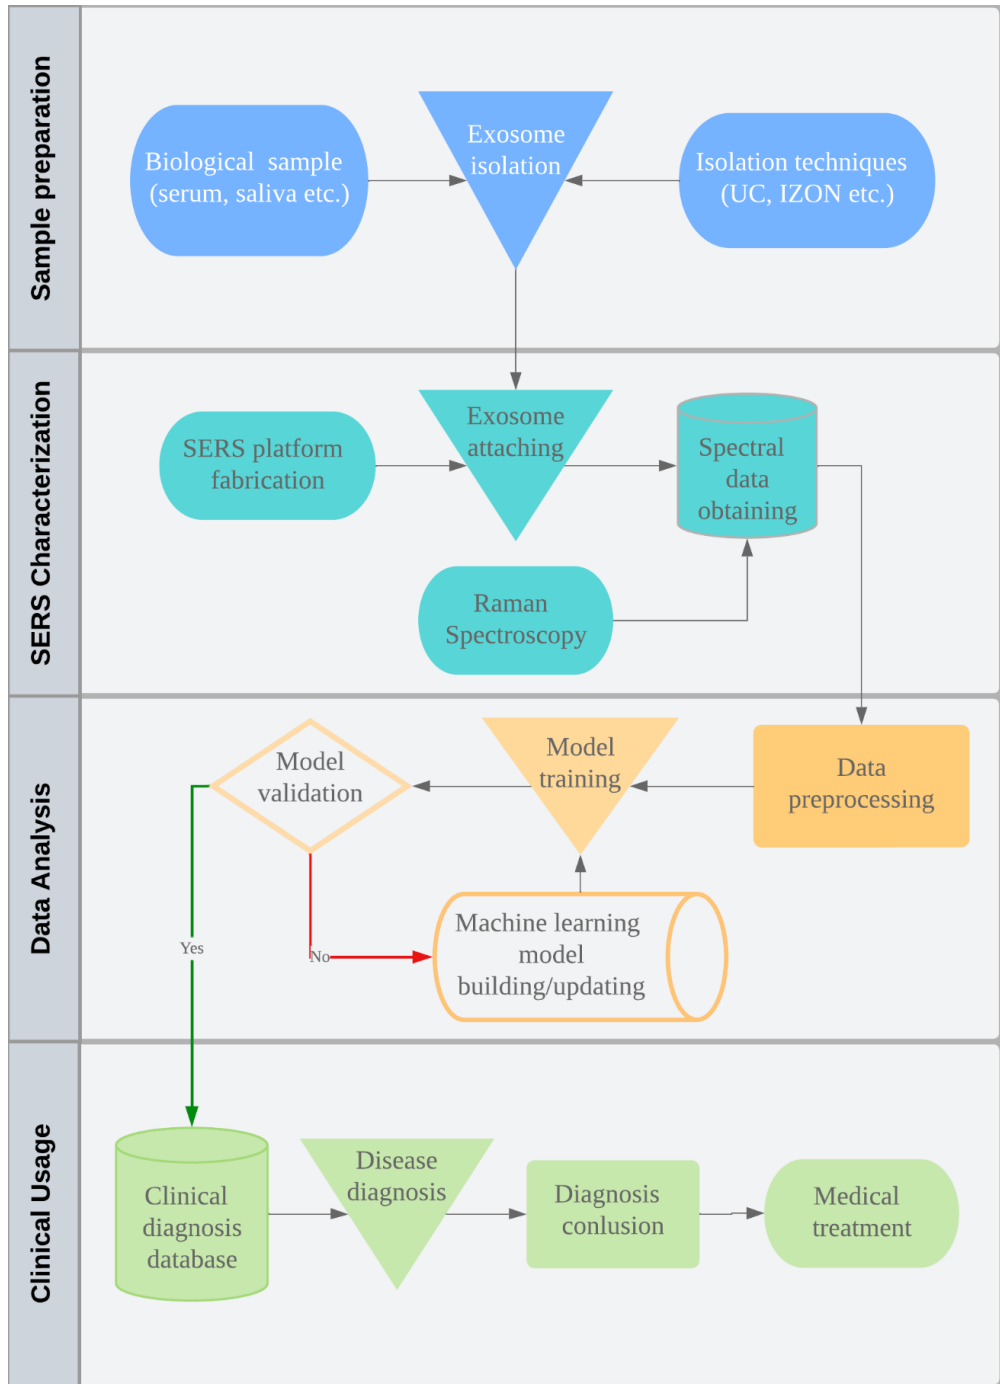 Sample preparation
Biological sample
(serum, saliva etc.)
Exosome
isolation
Isolation techniques
(UC, IZON etc.)
SERS Characterization
SERS platform
fabrication
Exosome
attaching
Spectral
data
obtaining
Raman
Spectroscopy
Data Analysis
Model
validation
Model
training
Data
preprocessing
Yes
No
Machine learning
model
building/updating
Clinical Usage
Clinical
diagnosis
database
Disease
diagnosis
Diagnosis
conlusion
Medical
treatment